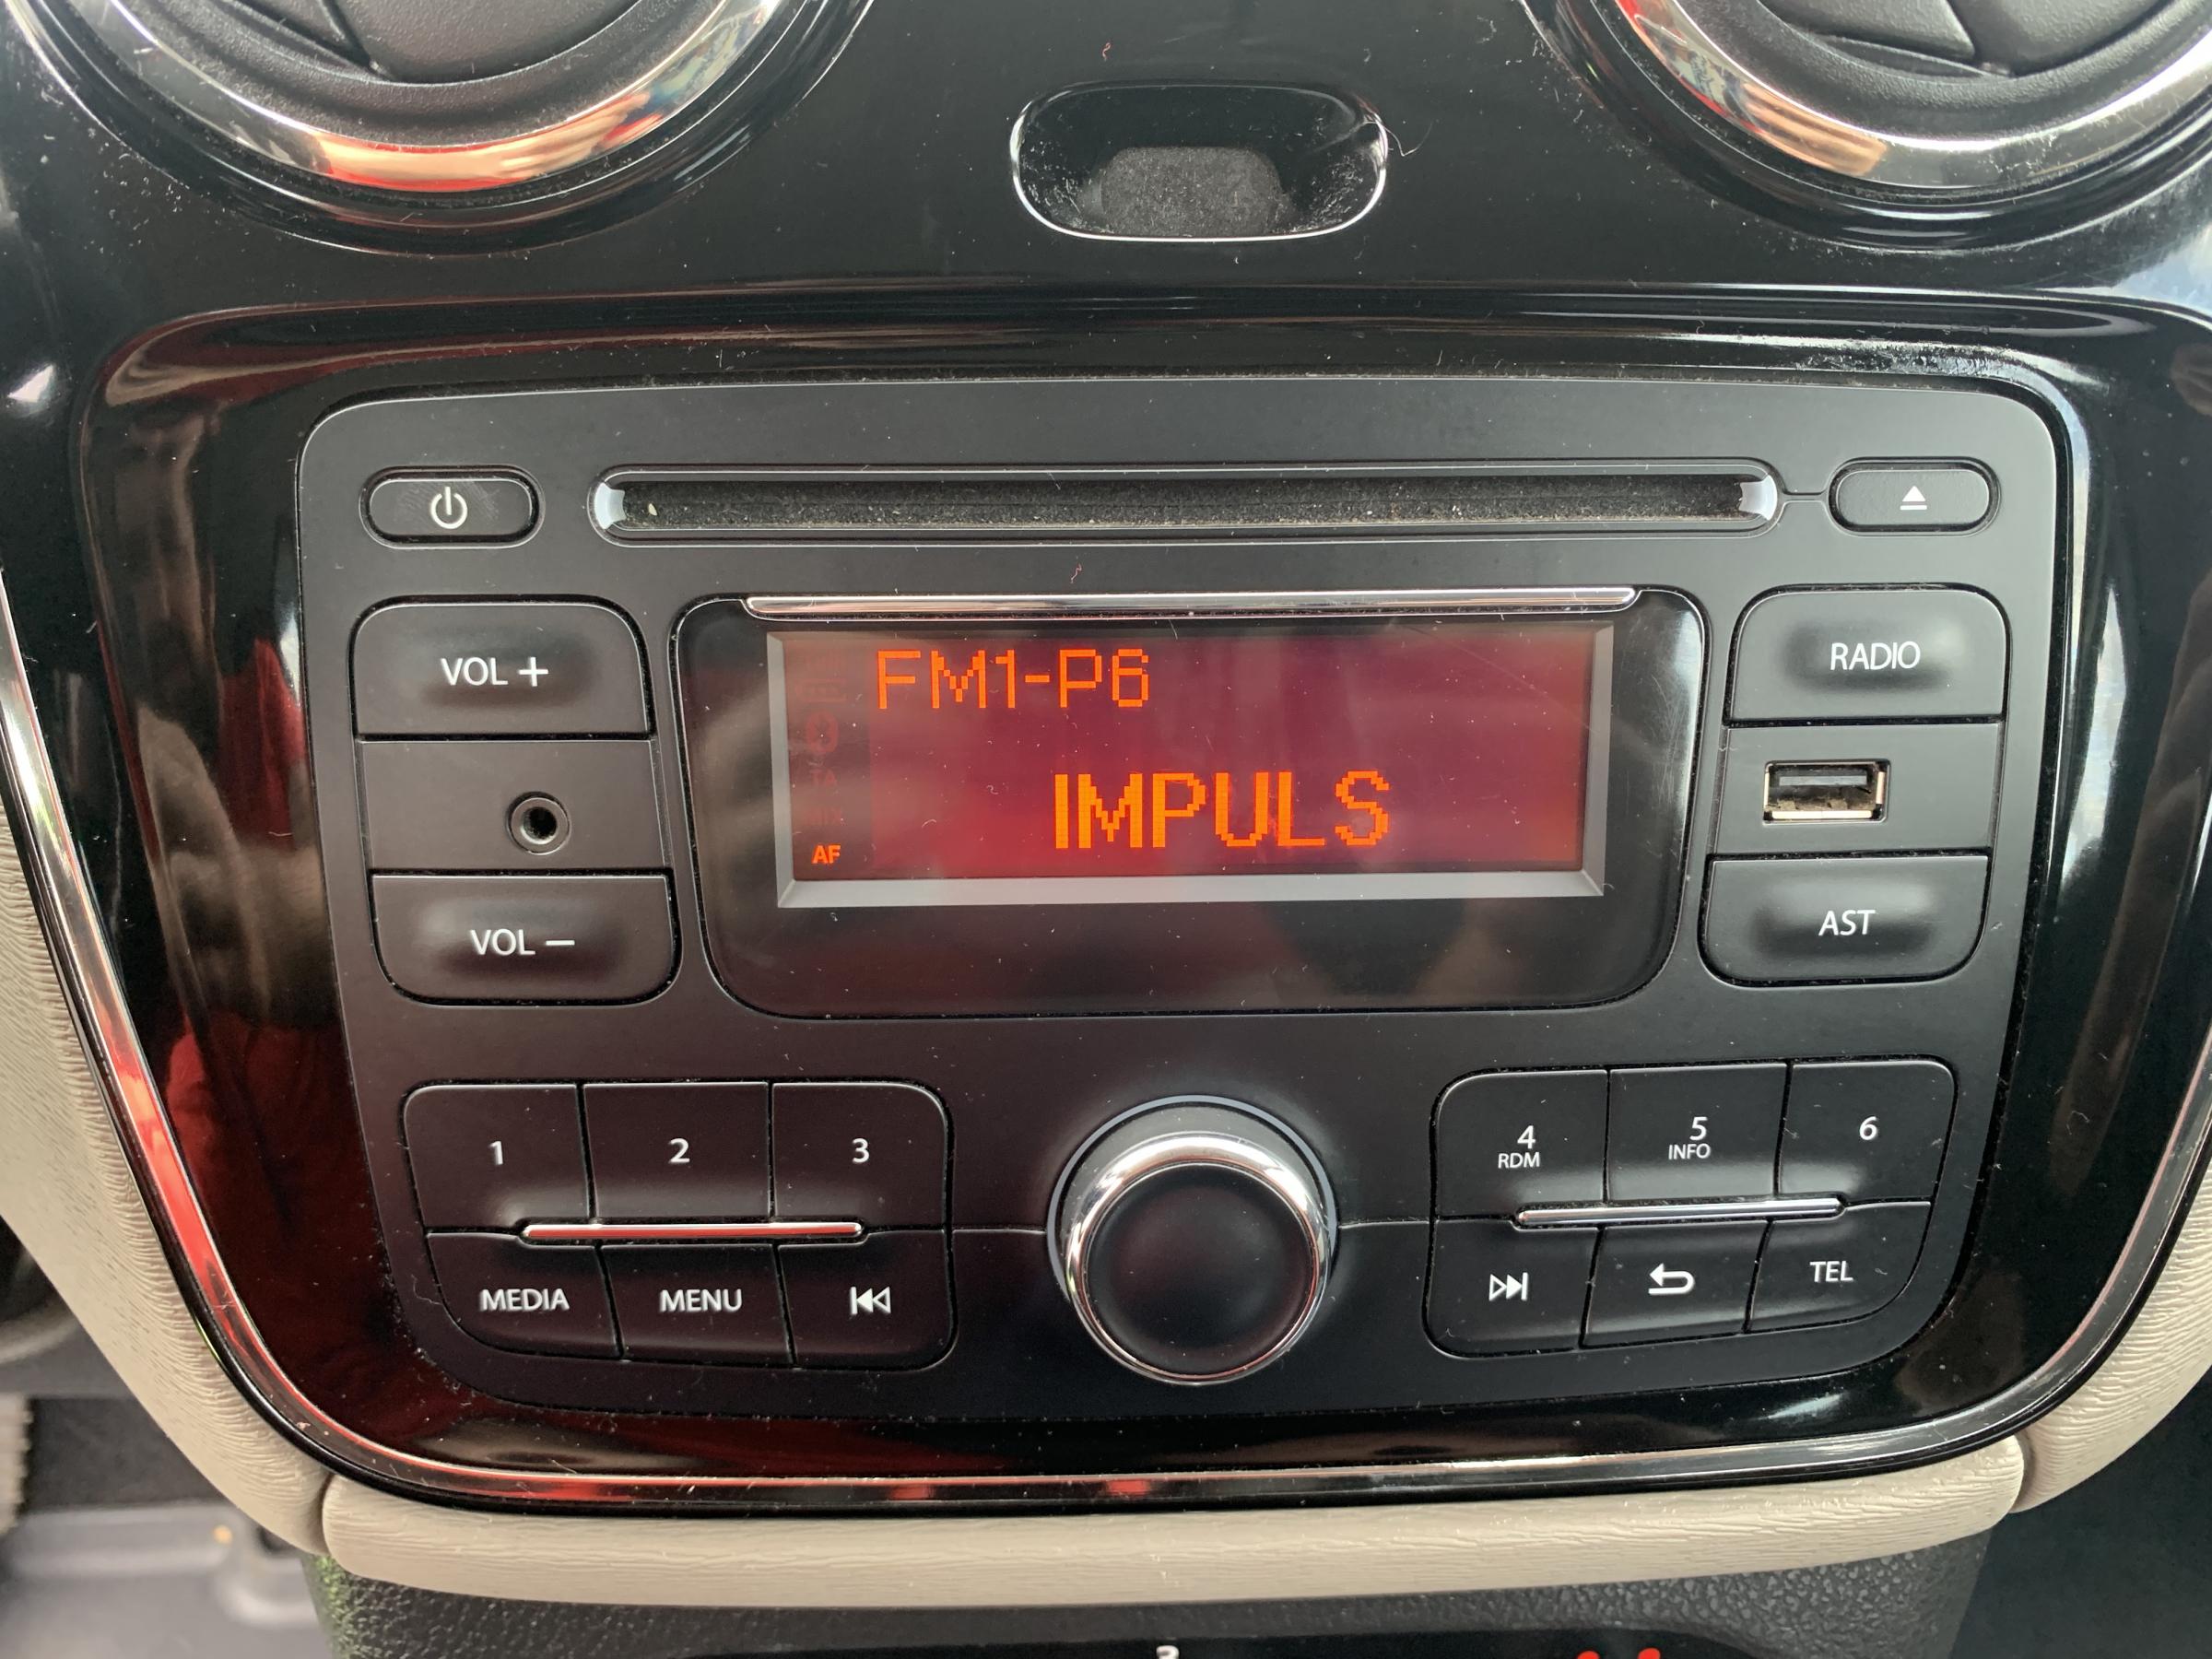 VOL +
FM1-P6
RADIO
IMPULS
AF
VOL –
AST
1
2
3
4
RDM
5
INFO
6
MEDIA
MENU
TEL
3